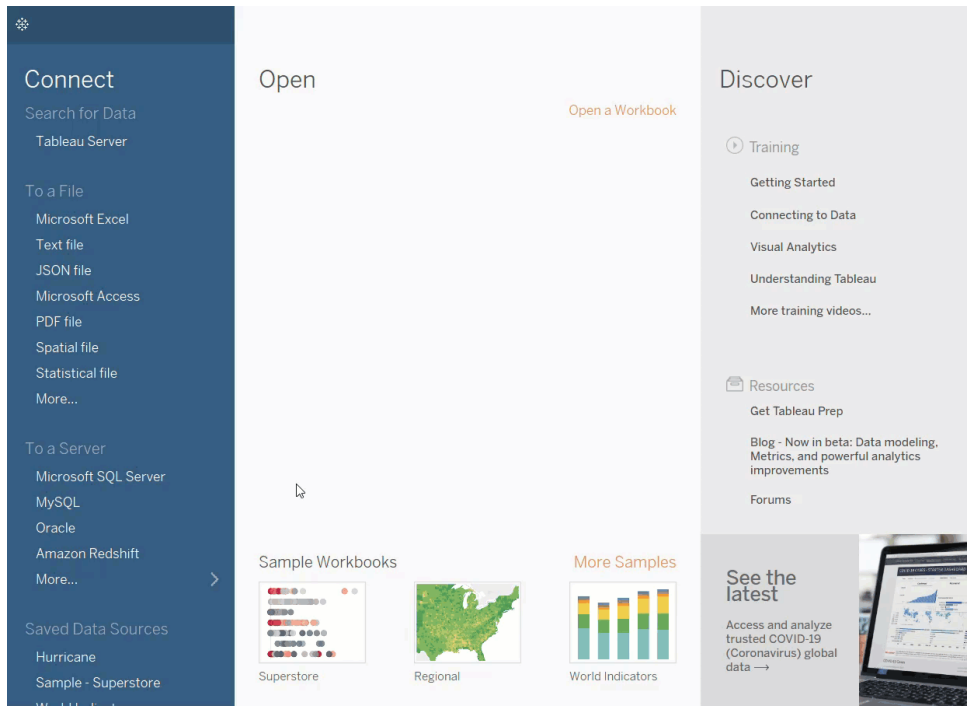 Connect
Search for Data
Tableau Server
To a File
Microsoft Excel
Text file
JSON file
Microsoft Access
PDF file
Spatial file
Statistical file
More...
To a Server
Microsoft SQL Server
MySQL
Oracle
Amazon Redshift
More...
Saved Data Sources
Hurricane
Sample - Superstore
Open
Open a Workbook
Sample Workbooks
More Samples
Superstore
Regional
World Indicators
Discover
Training
Getting Started
Connecting to Data
Visual Analytics
Understanding Tableau
More training videos...
Resources
Get Tableau Prep
Blog - Now in beta: Data modeling,
Metrics, and powerful analytics
improvements
Forums
See the
latest
Access and analyze
trusted COVID-19
(Coronavirus) global
data →